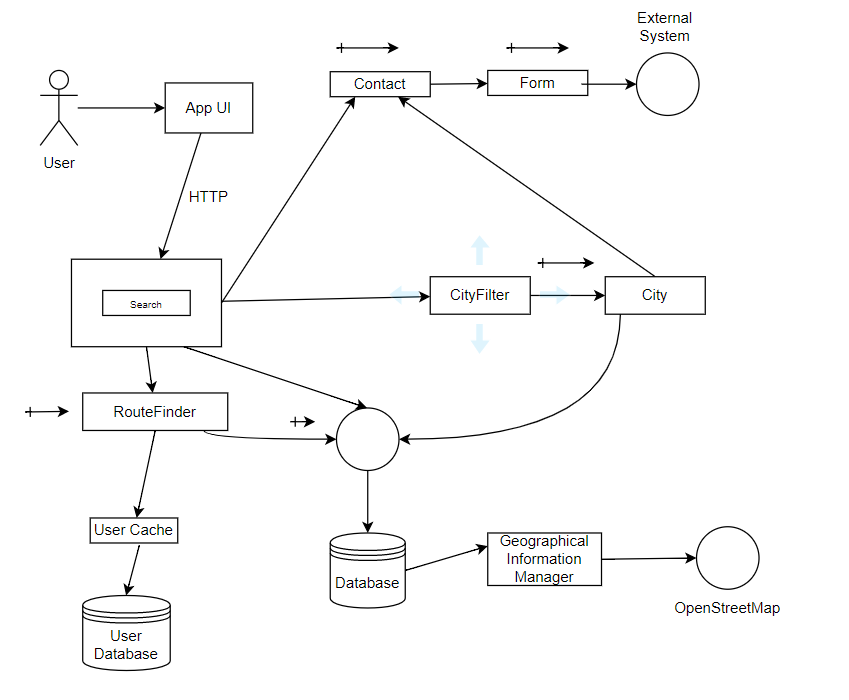 External
System
Contact
Form
App UI
User
HTTP
Search
CityFilter
City
RouteFinder
User Cache
Geographical
Information
Manager
Database
OpenStreetMap
User
Database